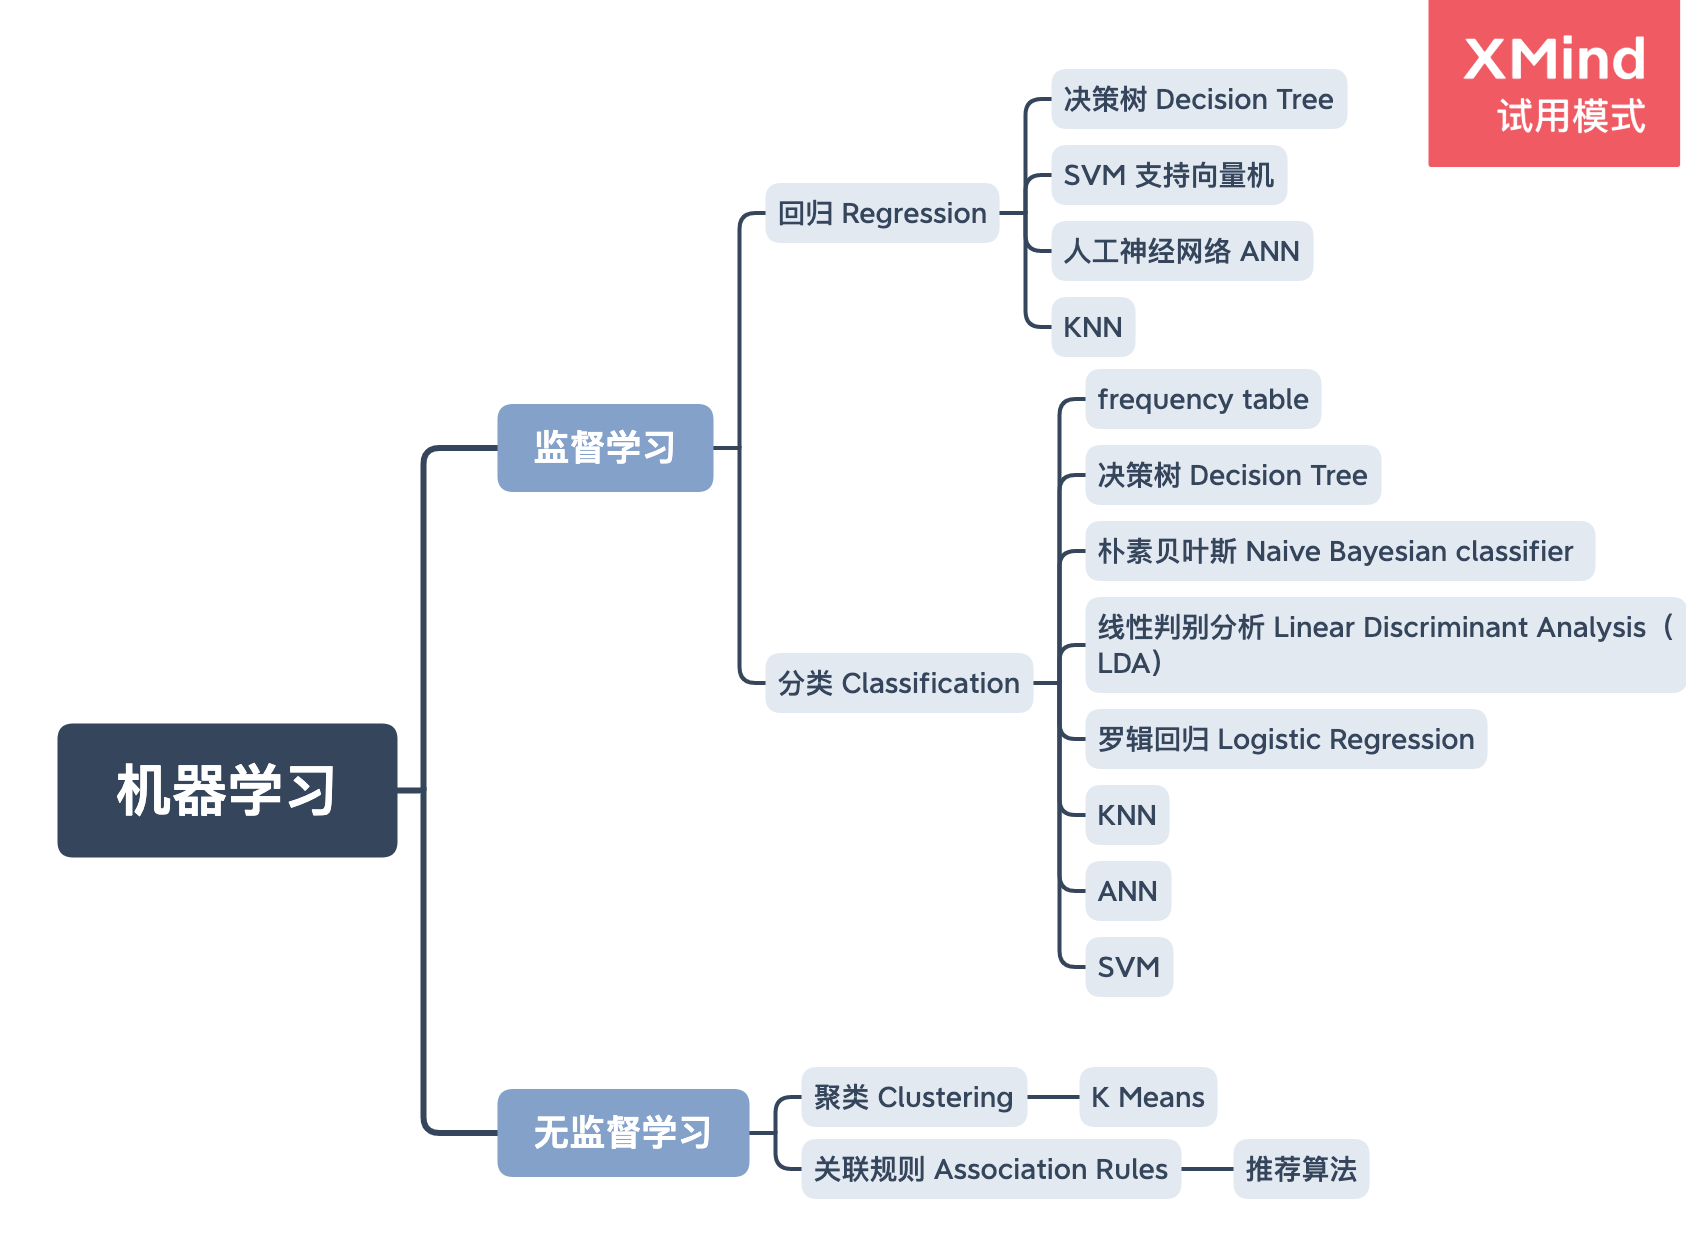 XMind
试用模式
决策树 Decision Tree
SVM 支持向量机
回归 Regression
人工神经网络 ANN
KNN
frequency table
监督学习
决策树 Decision Tree
朴素贝叶斯 Naive Bayesian classifier
线性判别分析 Linear Discriminant Analysis（
LDA）
分类 Classification
罗辑回归 Logistic Regression
机器学习
KNN
ANN
SVM
聚类 Clustering
K Means
无监督学习
关联规则 Association Rules
推荐算法